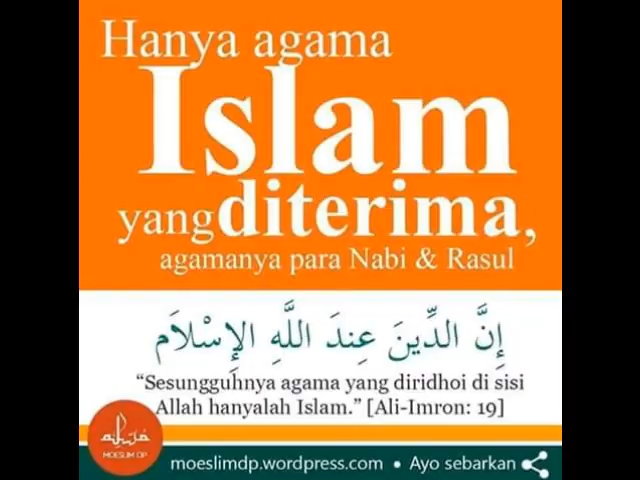 Hanya agama
Islam
yang diterima,
agamanya para Nabi & Rasul
إِنَّ الدِّينَ عِندَ اللَّهِ الإِسْلاَم
“Sesungguhnya agama yang diridhoi di sisi
Allah hanyalah Islam.” [Ali-Imron: 19]
MOESLIM DP
moeslimdp.wordpress.com • Ayo sebarkan